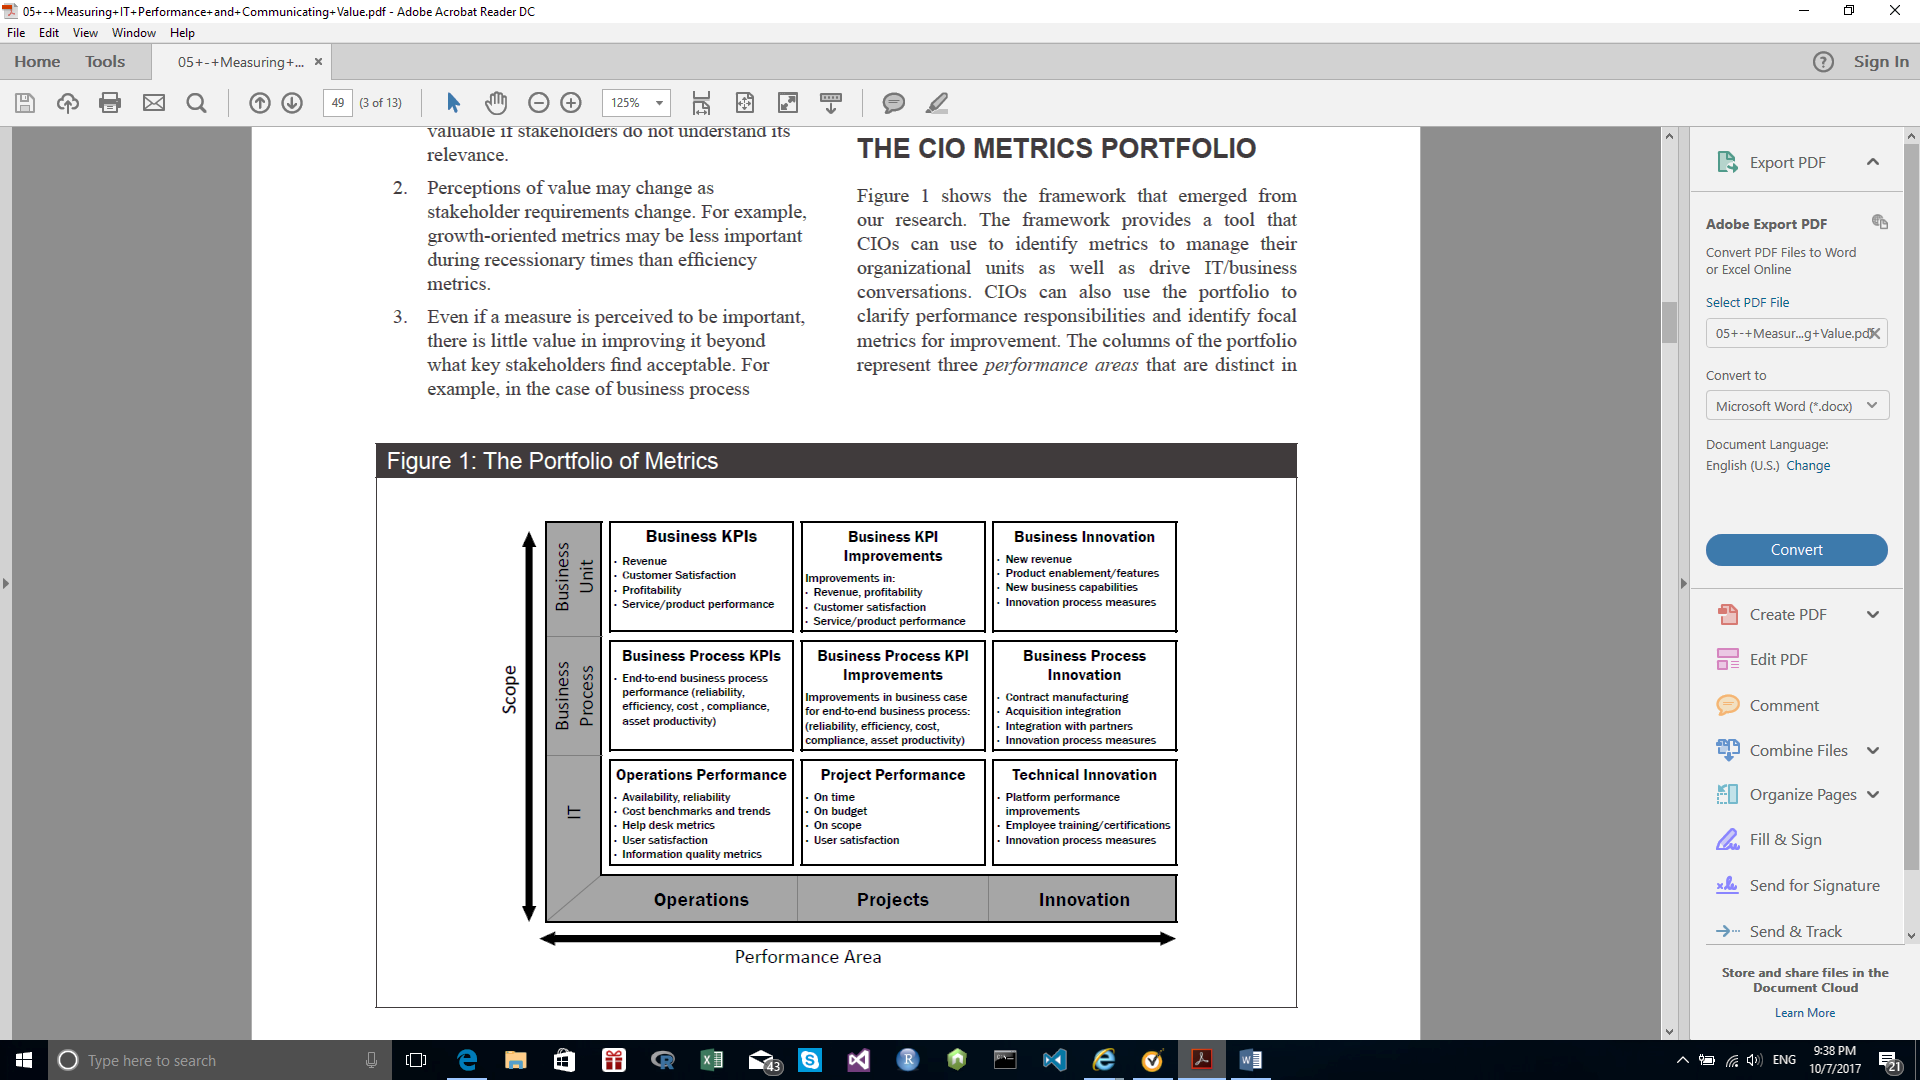 05+-+Measuring+IT+Performance+and+Communicating+Value.pdf - Adobe Acrobat Reader DC
File Edit View Window Help
Home Tools 05+-+Measuring+... × ? Sign In
49 (3 of 13) 125%
valuable if stakeholders do not understand its
relevance.
2. Perceptions of value may change as
stakeholder requirements change. For example,
growth-oriented metrics may be less important
during recessionary times than efficiency
metrics.
3. Even if a measure is perceived to be important,
there is little value in improving it beyond
what key stakeholders find acceptable. For
example, in the case of business process
THE CIO METRICS PORTFOLIO
Figure 1 shows the framework that emerged from
our research. The framework provides a tool that
CIOs can use to identify metrics to manage their
organizational units as well as drive IT/business
conversations. CIOs can also use the portfolio to
clarify performance responsibilities and identify focal
metrics for improvement. The columns of the portfolio
represent three performance areas that are distinct in
Figure 1: The Portfolio of Metrics
Scope
Business
Unit
Business KPIs
· Revenue
· Customer Satisfaction
· Profitability
· Service/product performance
Business KPI
Improvements
Improvements in:
· Revenue, profitability
· Customer satisfaction
· Service/product performance
Business Innovation
· New revenue
· Product enablement/features
· New business capabilities
· Innovation process measures
Business
Process
Business Process KPIs
· End-to-end business process
performance (reliability,
efficiency, cost , compliance,
asset productivity)
Business Process KPI
Improvements
Improvements in business case
for end-to-end business process:
(reliability, efficiency, cost,
compliance, asset productivity)
Business Process
Innovation
· Contract manufacturing
· Acquisition integration
· Integration with partners
· Innovation process measures
IT
Operations Performance
· Availability, reliability
· Cost benchmarks and trends
· Help desk metrics
· User satisfaction
· Information quality metrics
Project Performance
· On time
· On budget
· On scope
· User satisfaction
Technical Innovation
· Platform performance
improvements
· Employee training/certifications
· Innovation process measures
Operations Projects Innovation
Performance Area
Export PDF
Adobe Export PDF
Convert PDF Files to Word
or Excel Online
Select PDF File
05+-+Measur...g+Value.pdf
Convert to
Microsoft Word (*.docx)
Document Language:
English (U.S.) Change
Convert
Create PDF
Edit PDF
Comment
Combine Files
Organize Pages
Fill & Sign
Send for Signature
Send & Track
Store and share files in the
Document Cloud
Learn More
Type here to search
43
ENG
9:38 PM
10/7/2017
21